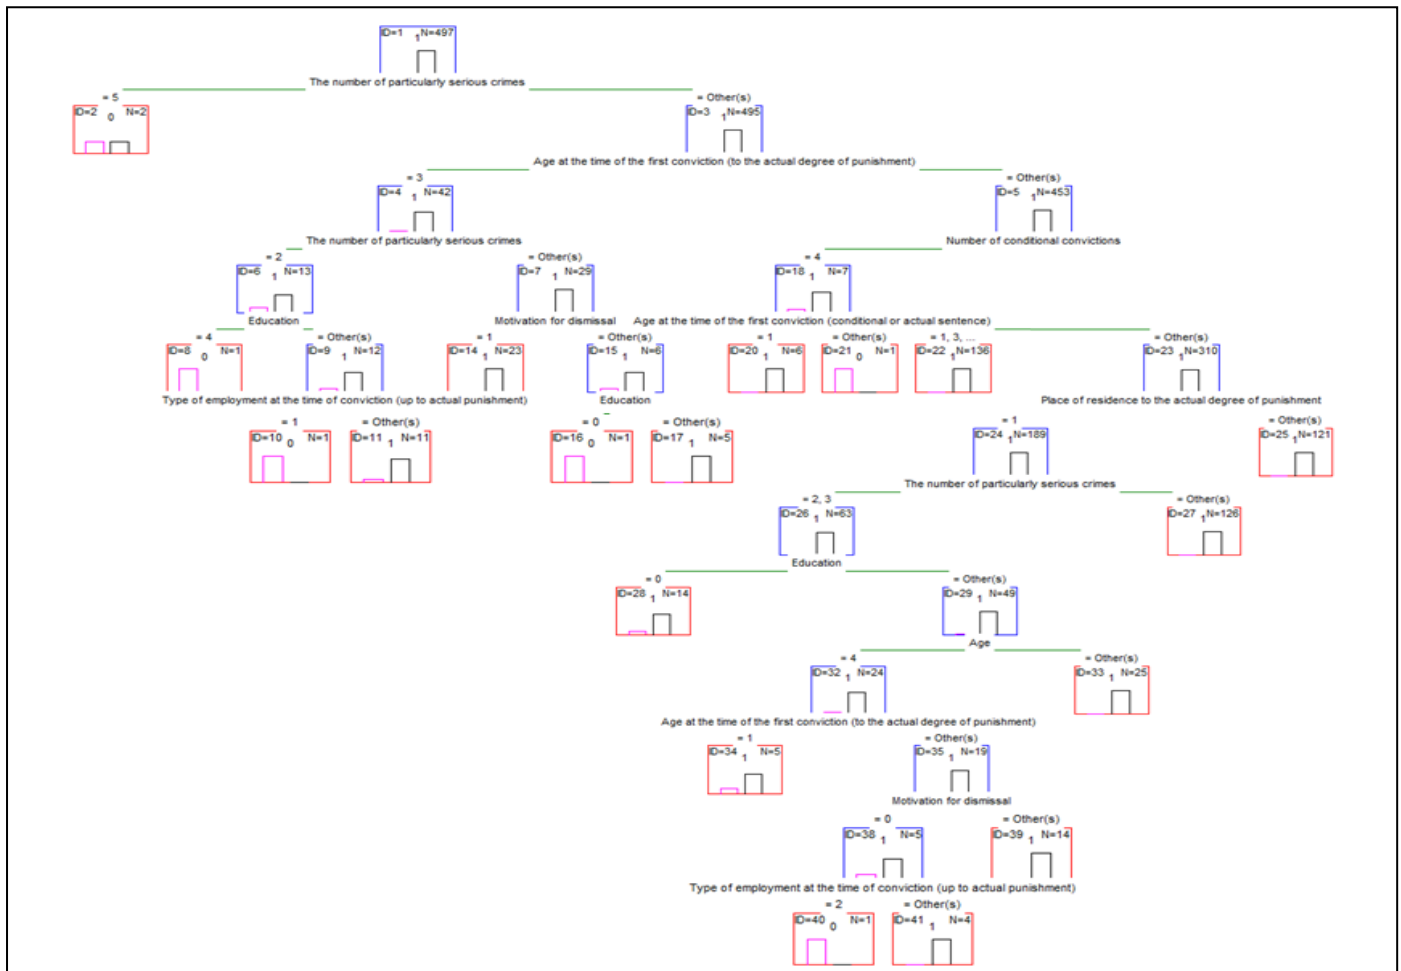 ID=1 1 N=497
The number of particularly serious crimes
= 5 = Other(s)
ID=2 0 N=2 ID=3 1 N=495
Age at the time of the first conviction (to the actual degree of punishment)
= 3 = Other(s)
ID=4 1 N=42 ID=5 1 N=453
The number of particularly serious crimes Number of conditional convictions
= 2 = Other(s) = 4
ID=6 1 N=13 ID=7 1 N=29 ID=18 1 N=7
Education Motivation for dismissal Age at the time of the first conviction (conditional or actual sentence)
= 4 = Other(s) = 1 = Other(s) = 1 = Other(s) = 1, 3, ... = Other(s)
ID=8 0 N=1 ID=9 1 N=12 ID=14 1 N=23 ID=15 1 N=6 ID=20 1 N=6 ID=21 0 N=1 ID=22 1 N=136 ID=23 1 N=310
Type of employment at the time of conviction (up to actual punishment) Education Place of residence to the actual degree of punishment
= 1 = Other(s) = 0 = Other(s) = 1 = Other(s)
ID=10 0 N=1 ID=11 1 N=11 ID=16 0 N=1 ID=17 1 N=5 ID=24 1 N=189 ID=25 1 N=121
The number of particularly serious crimes
= 2, 3 = Other(s)
ID=26 1 N=63 ID=27 1 N=126
Education
= 0 = Other(s)
ID=28 1 N=14 ID=29 1 N=49
Age
= 4 = Other(s)
ID=32 1 N=24 ID=33 1 N=25
Age at the time of the first conviction (to the actual degree of punishment)
= 1 = Other(s)
ID=34 1 N=5 ID=35 1 N=19
Motivation for dismissal
= 0 = Other(s)
ID=38 1 N=5 ID=39 1 N=14
Type of employment at the time of conviction (up to actual punishment)
= 2 = Other(s)
ID=40 0 N=1 ID=41 1 N=4